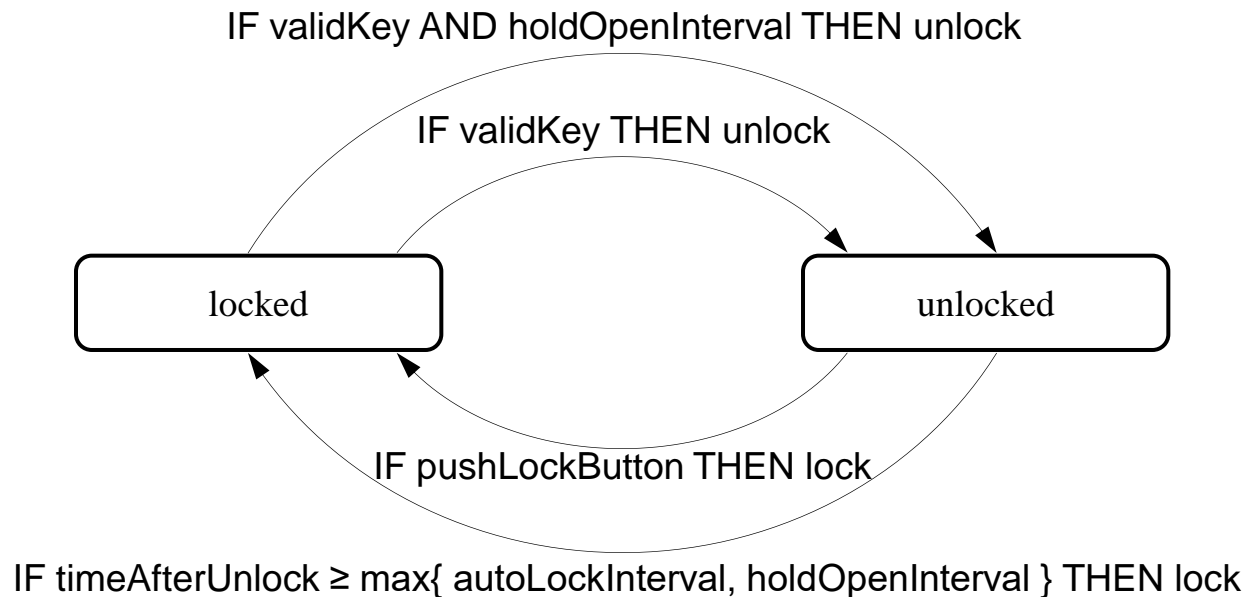 IF validKey AND holdOpenInterval THEN unlock
IF validKey THEN unlock
locked
unlocked
IF pushLockButton THEN lock
IF timeAfterUnlock ≥ max{ autoLockInterval, holdOpenInterval } THEN lock